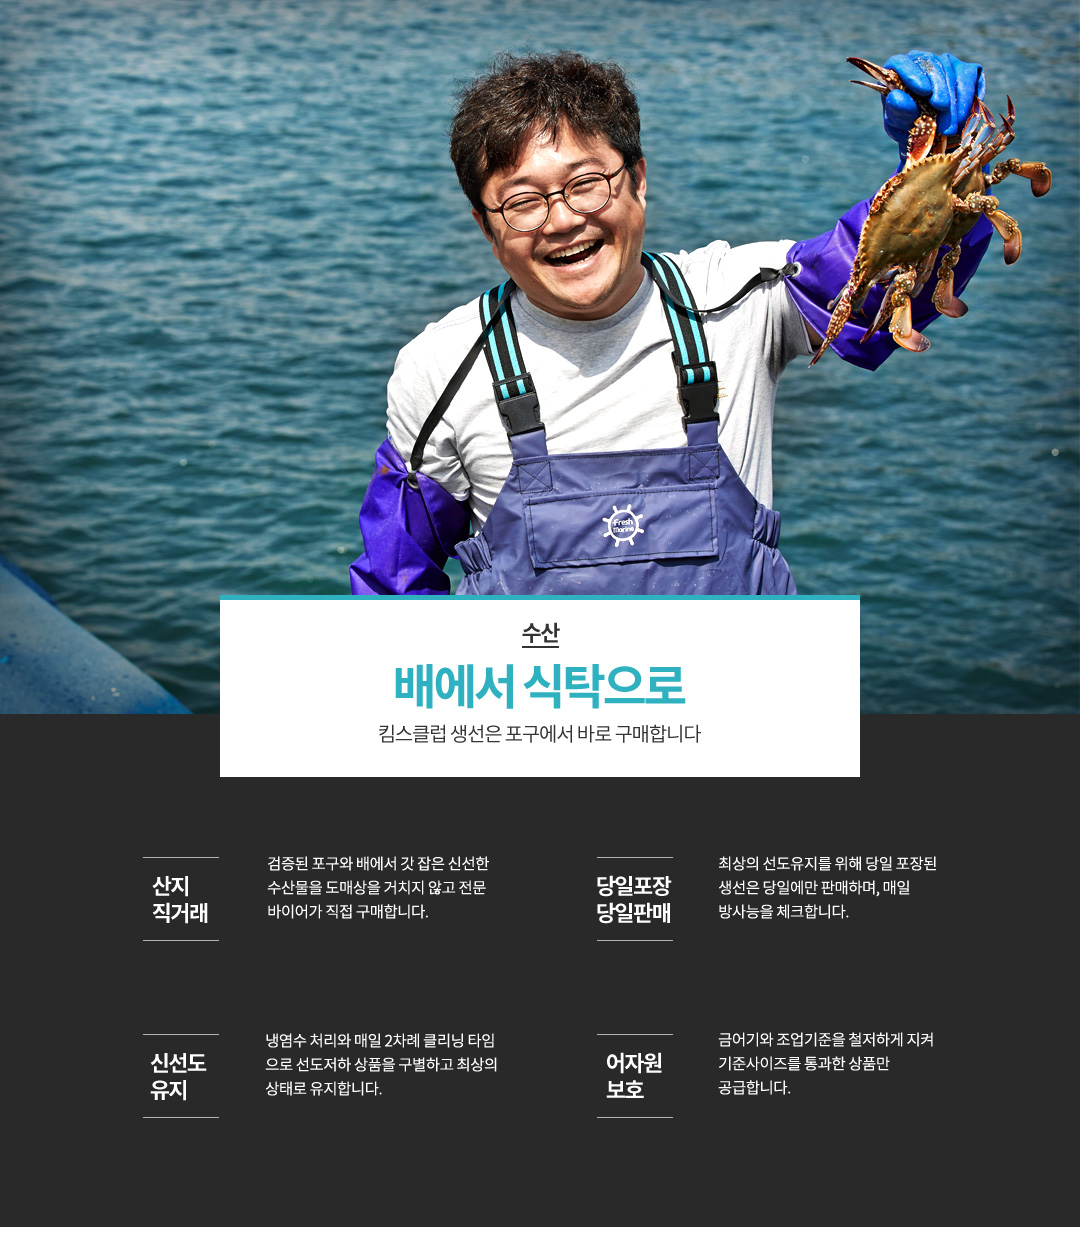 Fresh
Marine
수산
배에서 식탁으로
킴스클럽 생선은 포구에서 바로 구매합니다
산지
직거래
검증된 포구와 배에서 갓 잡은 신선한
수산물을 도매상을 거치지 않고 전문
바이어가 직접 구매합니다.
당일포장
당일판매
최상의 선도유지를 위해 당일 포장된
생선은 당일에만 판매하며, 매일
방사능을 체크합니다.
신선도
유지
냉염수 처리와 매일 2차례 클리닝 타임
으로 선도저하 상품을 구별하고 최상의
상태로 유지합니다.
어자원
보호
금어기와 조업기준을 철저하게 지켜
기준사이즈를 통과한 상품만
공급합니다.